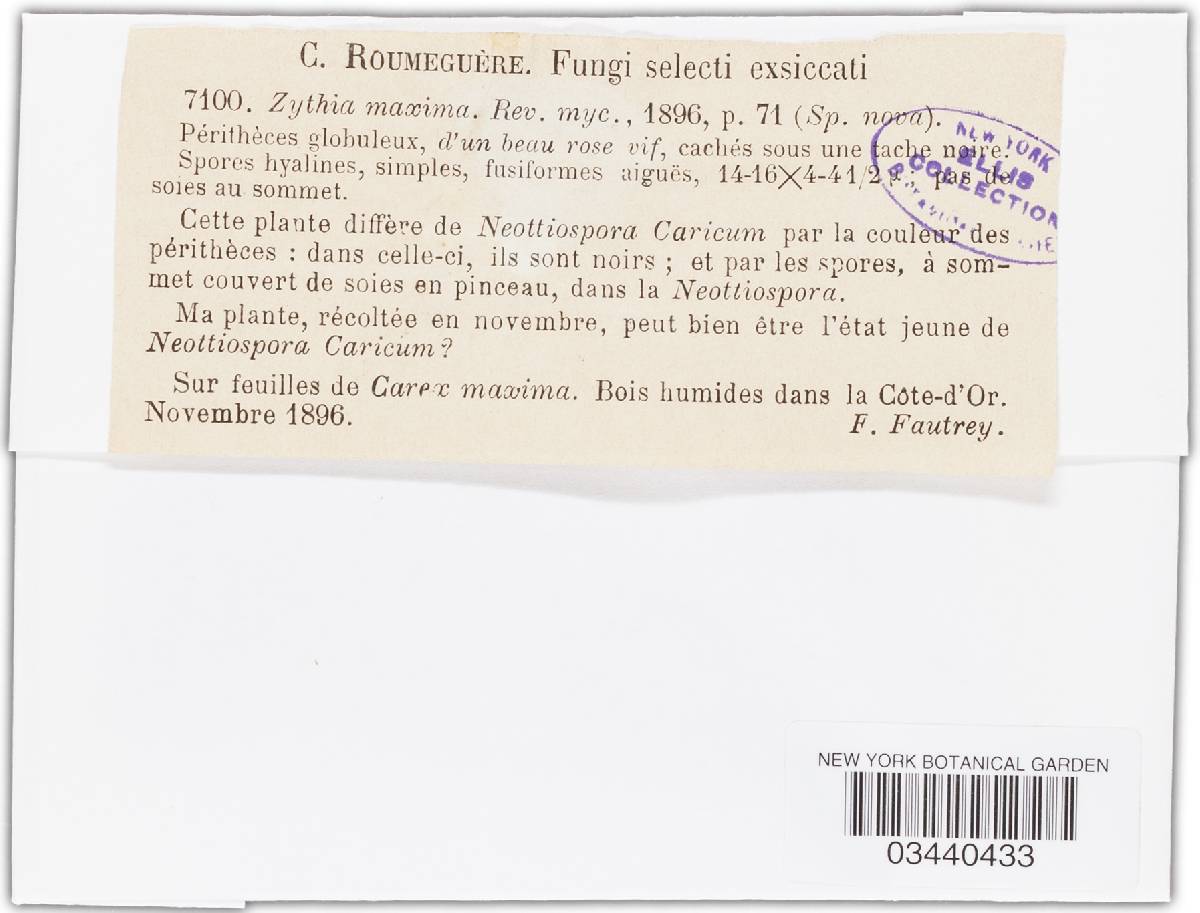 C. ROUMEGUÈRE. Fungi selecti exsiccati
7100. Zythia maxima. Rev. myc., 1896, p. 71 (Sp. nova).
Périthèces globuleux, d'un beau rose vif, cachés sous une tache noire.
Spores hyalines, simples, fusiformes aiguës, 14-16×4-4 1/2 µ, pas de
soies au sommet.
Cette plante diffère de Neottiospora Caricum par la couleur des
périthèces : dans celle-ci, ils sont noirs ; et par les spores, à som-
met couvert de soies en pinceau, dans la Neottiospora.
Ma plante, récoltée en novembre, peut bien être l'état jeune de
Neottiospora Caricum ?
Sur feuilles de Carex maxima. Bois humides dans la Côte-d'Or.
Novembre 1896. F. Fautrey.
NEW YORK
ELLIS
COLLECTION
NEW YORK BOTANICAL GARDEN
03440433